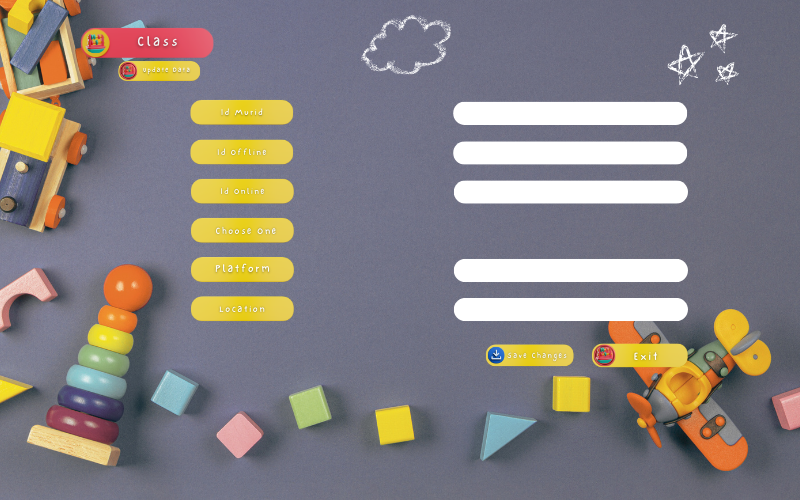 Class
Update Data
Id Murid
Id Offline
Id Online
Choose One
Platform
Location
Save Changes
Exit